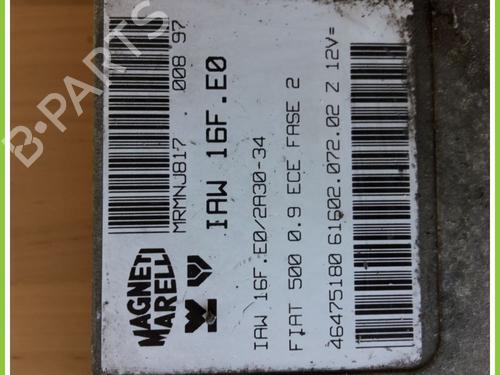 MAGNETI
MARELLI
MRMNJ817 008 97
IAW 16F.E0
IAW 16F.E0/2A30-34
FIAT 500 0.9 ECE FASE 2
46475180 61602.072.02 Z 12V=
B-PARTS